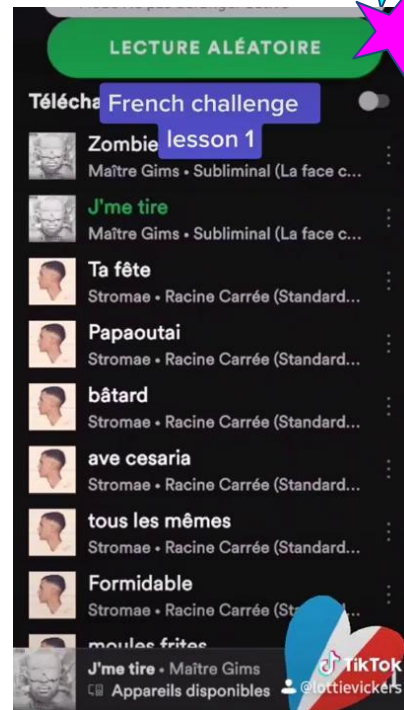 LECTURE ALÉATOIRE
Télécha
French challenge
lesson 1
Zombie
Maître Gims • Subliminal (La face c...
J'me tire
Maître Gims • Subliminal (La face c...
Ta fête
Stromae • Racine Carrée (Standard...
Papaoutai
Stromae • Racine Carrée (Standard...
bâtard
Stromae • Racine Carrée (Standard...
ave cesaria
Stromae • Racine Carrée (Standard...
tous les mêmes
Stromae • Racine Carrée (Standard...
Formidable
Stromae • Racine Carrée (St
moules frites
J'me tire • Maître Gims
Appareils disponibles
TikTok
@lottievickers